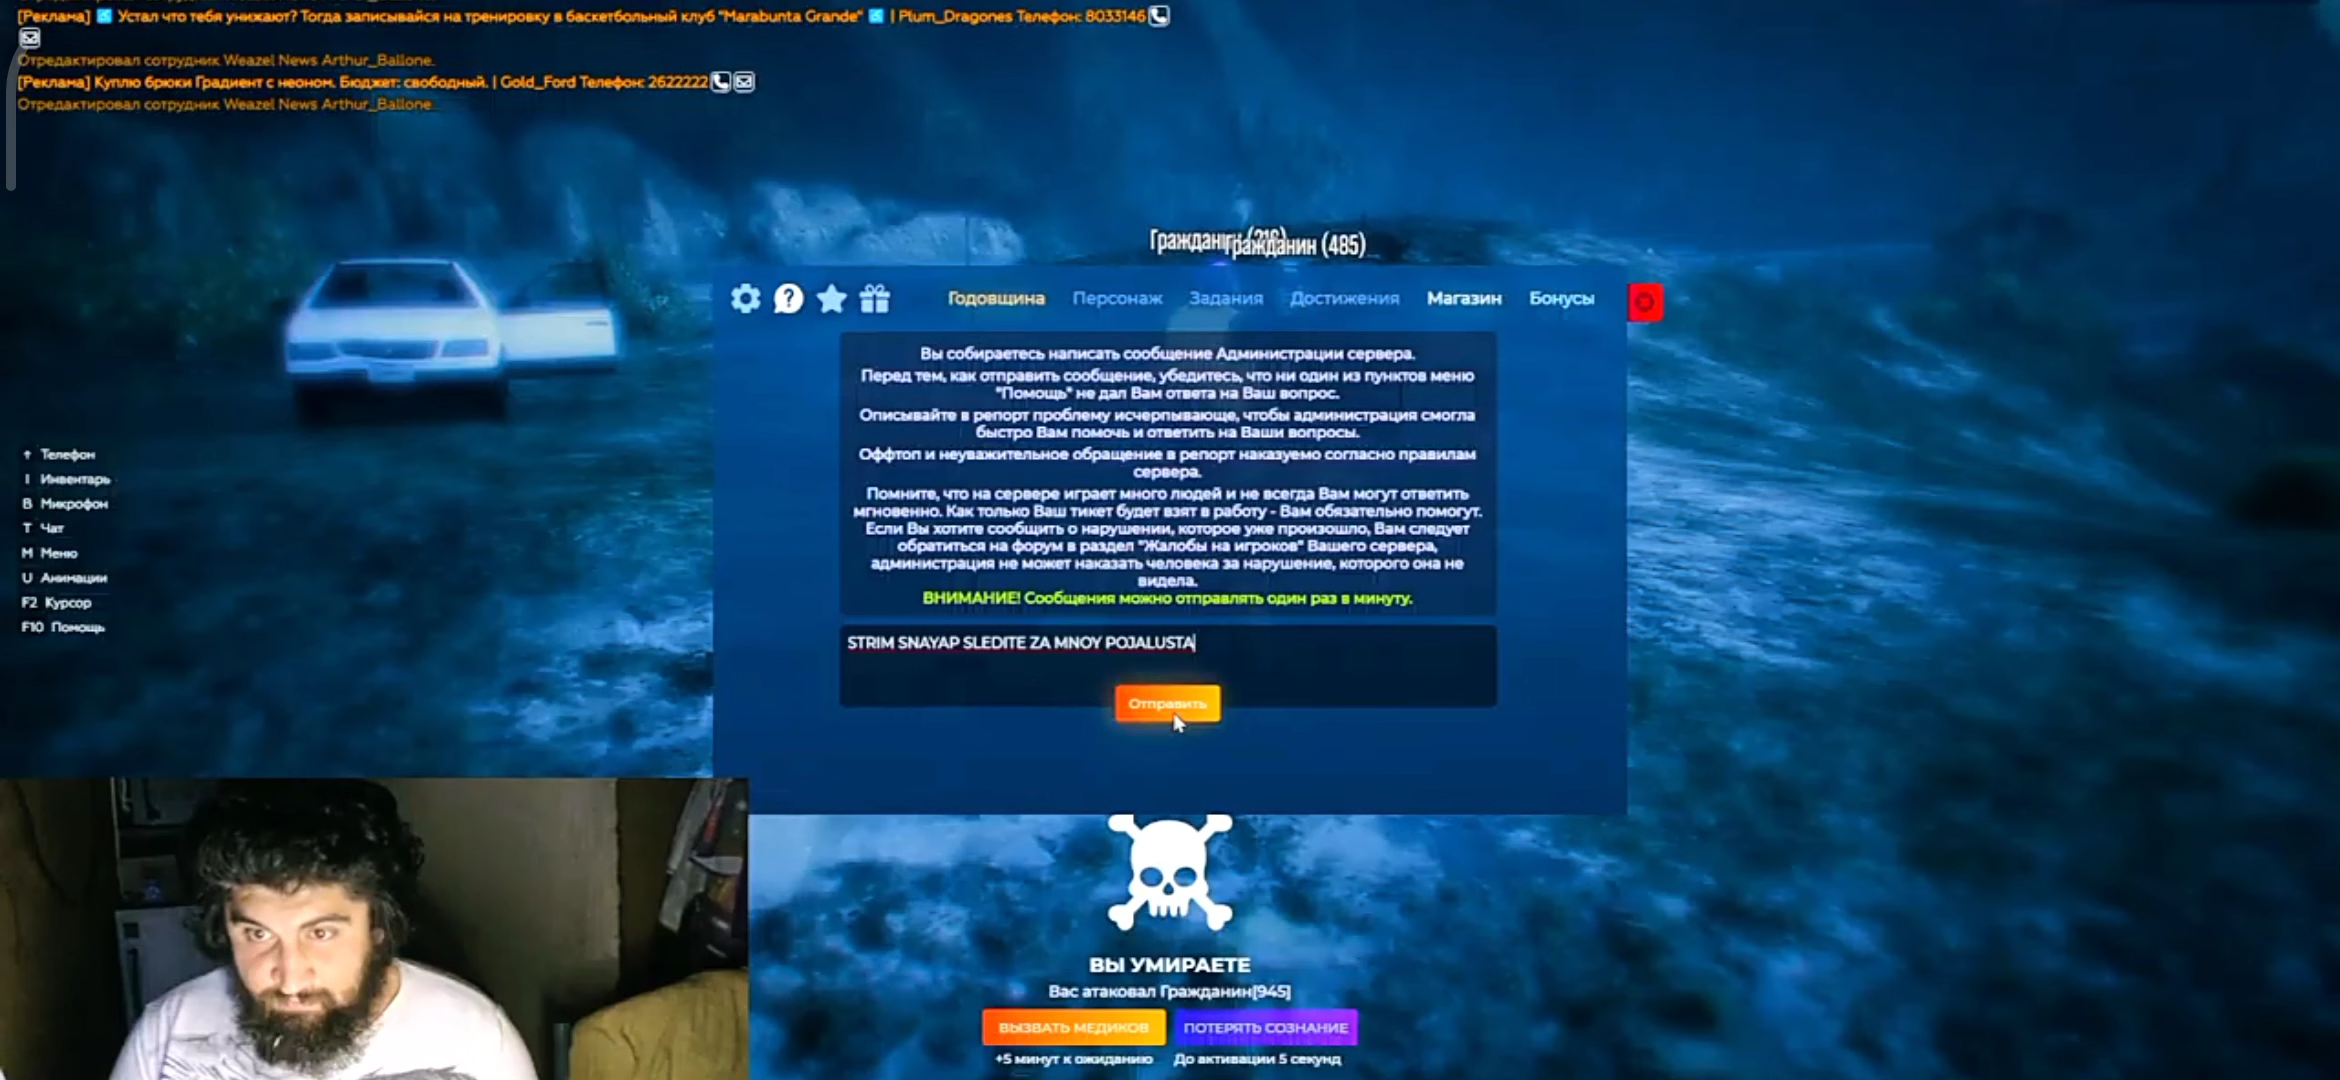 [Реклама] Устал что тебя унижают? Тогда записывайся на тренировку в баскетбольный клуб "Marabunta Grande" | Plum_Dragones Телефон: 8033146
Отредактировал сотрудник Weazel News Arthur_Ballone.
[Реклама] Куплю брюки Градиент с неоном. Бюджет: свободный. | Gold_Ford Телефон: 2622222
Отредактировал сотрудник Weazel News Arthur_Ballone.
Гражданин (485)
Годовщина Персонаж Задания Достижения Магазин Бонусы
Вы собираетесь написать сообщение Администрации сервера.
Перед тем, как отправить сообщение, убедитесь, что ни один из пунктов меню
"Помощь" не дал Вам ответа на Ваш вопрос.
Описывайте в репорт проблему исчерпывающе, чтобы администрация смогла
быстро Вам помочь и ответить на Ваши вопросы.
Оффтоп и неуважительное обращение в репорт наказуемо согласно правилам
сервера.
Помните, что на сервере играет много людей и не всегда Вам могут ответить
мгновенно. Как только Ваш тикет будет взят в работу - Вам обязательно помогут.
Если Вы хотите сообщить о нарушении, которое уже произошло, Вам следует
обратиться на форум в раздел "Жалобы на игроков" Вашего сервера,
администрация не может наказать человека за нарушение, которого она не
видела.
ВНИМАНИЕ! Сообщения можно отправлять один раз в минуту.
STRIM SNAYAP SLEDITE ZA MNOY POJALUSTA
Отправить
↑ Телефон
I Инвентарь
B Микрофон
T Чат
M Меню
U Анимации
F2 Курсор
F10 Помощь
ВЫ УМИРАЕТЕ
Вас атаковал Гражданин[945]
ВЫЗВАТЬ МЕДИКОВ ПОТЕРЯТЬ СОЗНАНИЕ
+5 минут к ожиданию До активации 5 секунд